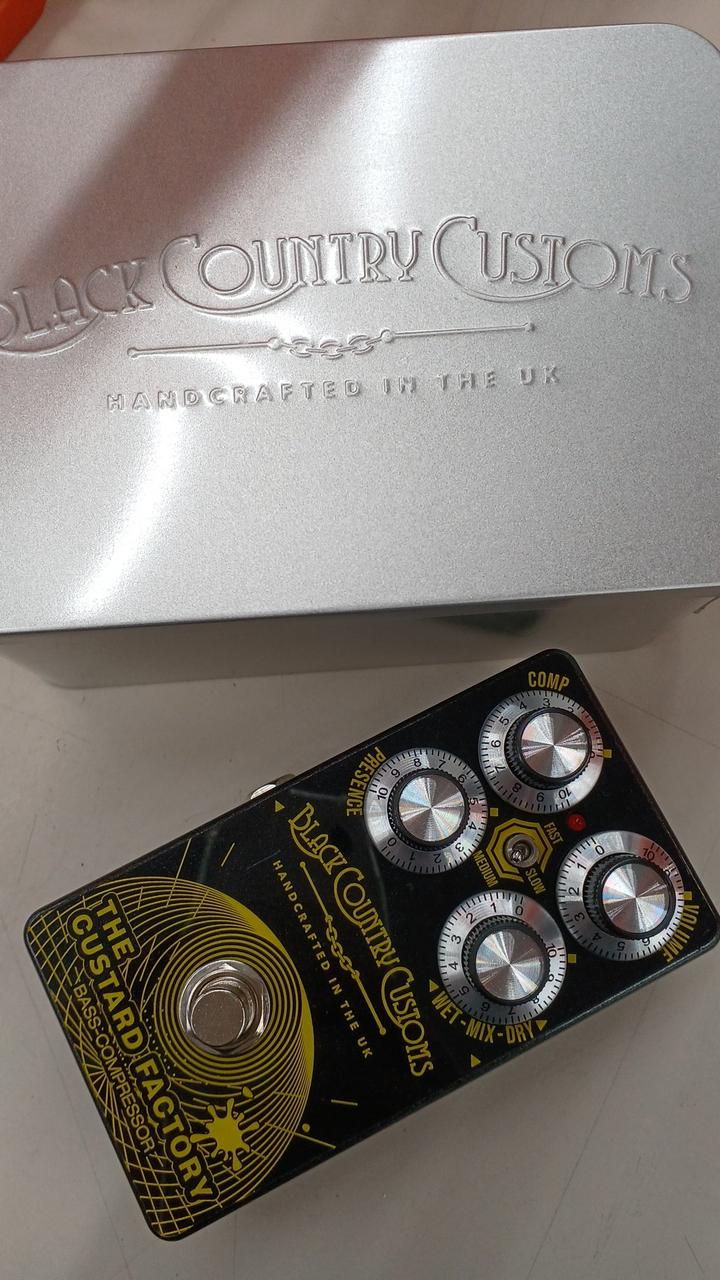 BLACK COUNTRY CUSTOMS
HANDCRAFTED IN THE UK
COMP
PRESENCE
FAST
MEDIUM
SLOW
VOLUME
WET-MIX-DRY
BLACK COUNTRY CUSTOMS
HANDCRAFTED IN THE UK
THE
CUSTARD FACTORY
-BASS-COMPRESSOR-